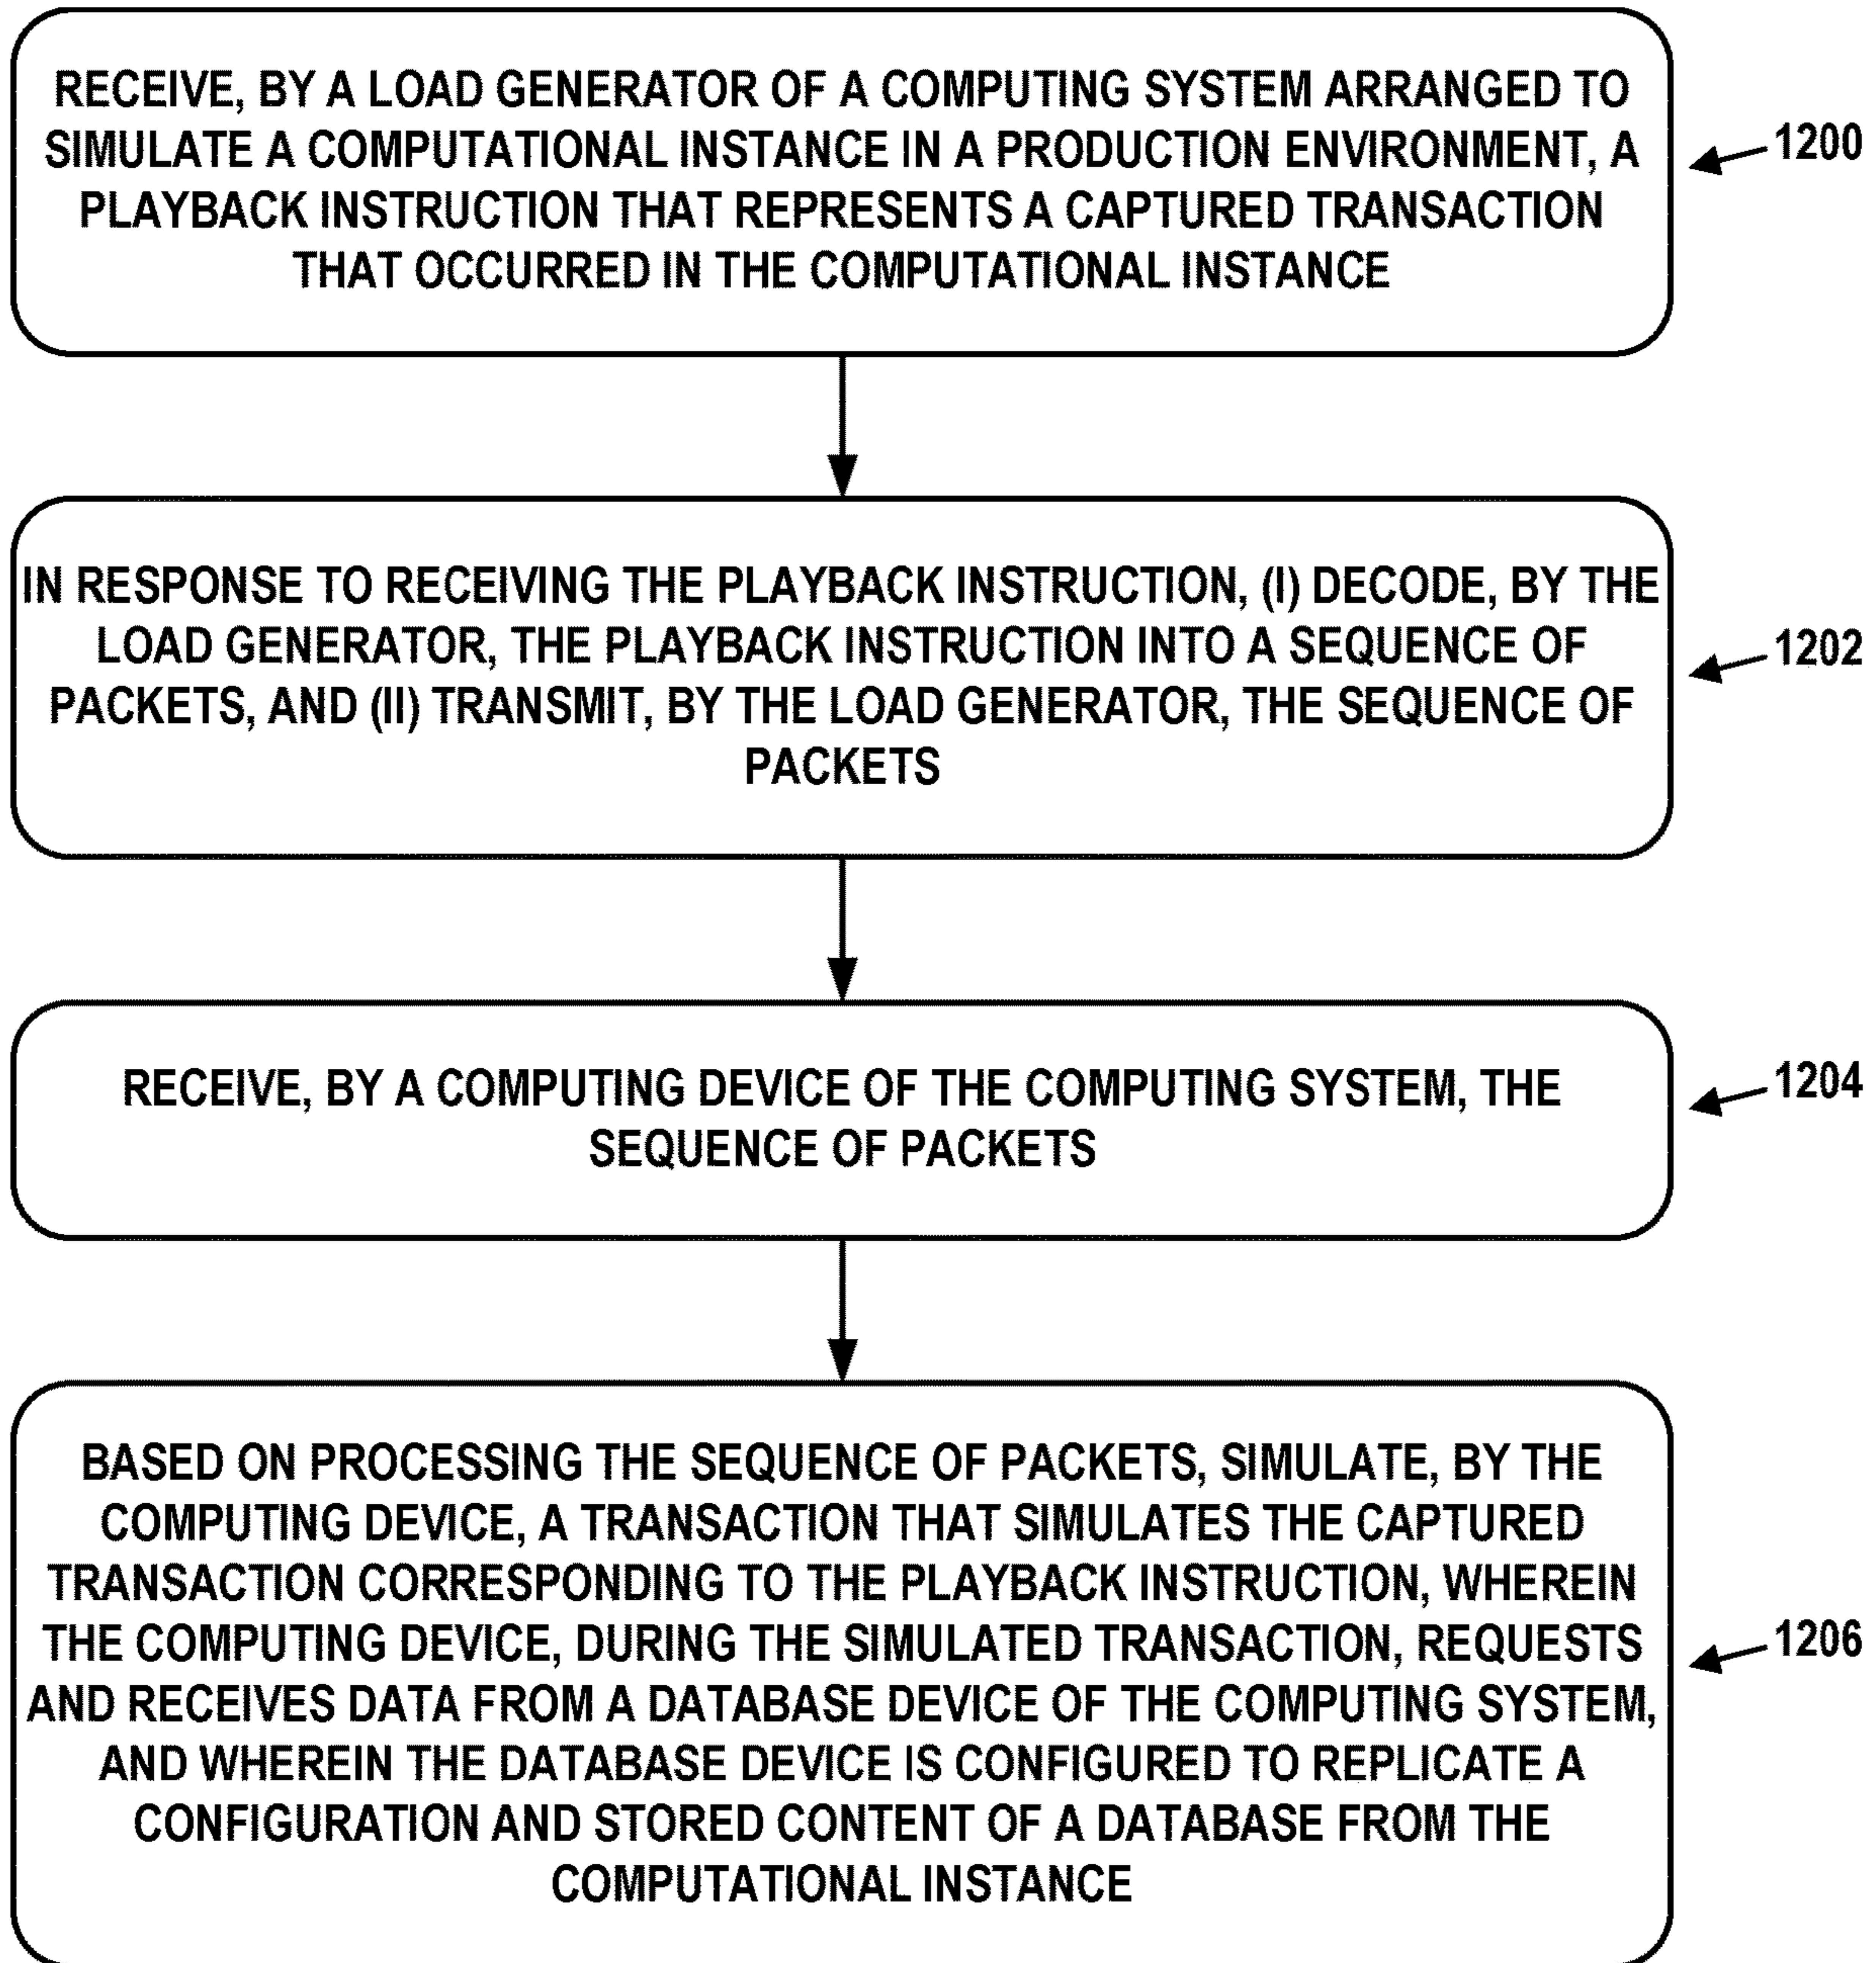 RECEIVE, BY A LOAD GENERATOR OF A COMPUTING SYSTEM ARRANGED TO
SIMULATE A COMPUTATIONAL INSTANCE IN A PRODUCTION ENVIRONMENT, A
PLAYBACK INSTRUCTION THAT REPRESENTS A CAPTURED TRANSACTION
THAT OCCURRED IN THE COMPUTATIONAL INSTANCE
1200
IN RESPONSE TO RECEIVING THE PLAYBACK INSTRUCTION, (I) DECODE, BY THE
LOAD GENERATOR, THE PLAYBACK INSTRUCTION INTO A SEQUENCE OF
PACKETS, AND (II) TRANSMIT, BY THE LOAD GENERATOR, THE SEQUENCE OF
PACKETS
1202
RECEIVE, BY A COMPUTING DEVICE OF THE COMPUTING SYSTEM, THE
SEQUENCE OF PACKETS
1204
BASED ON PROCESSING THE SEQUENCE OF PACKETS, SIMULATE, BY THE
COMPUTING DEVICE, A TRANSACTION THAT SIMULATES THE CAPTURED
TRANSACTION CORRESPONDING TO THE PLAYBACK INSTRUCTION, WHEREIN
THE COMPUTING DEVICE, DURING THE SIMULATED TRANSACTION, REQUESTS
AND RECEIVES DATA FROM A DATABASE DEVICE OF THE COMPUTING SYSTEM,
AND WHEREIN THE DATABASE DEVICE IS CONFIGURED TO REPLICATE A
CONFIGURATION AND STORED CONTENT OF A DATABASE FROM THE
COMPUTATIONAL INSTANCE
1206